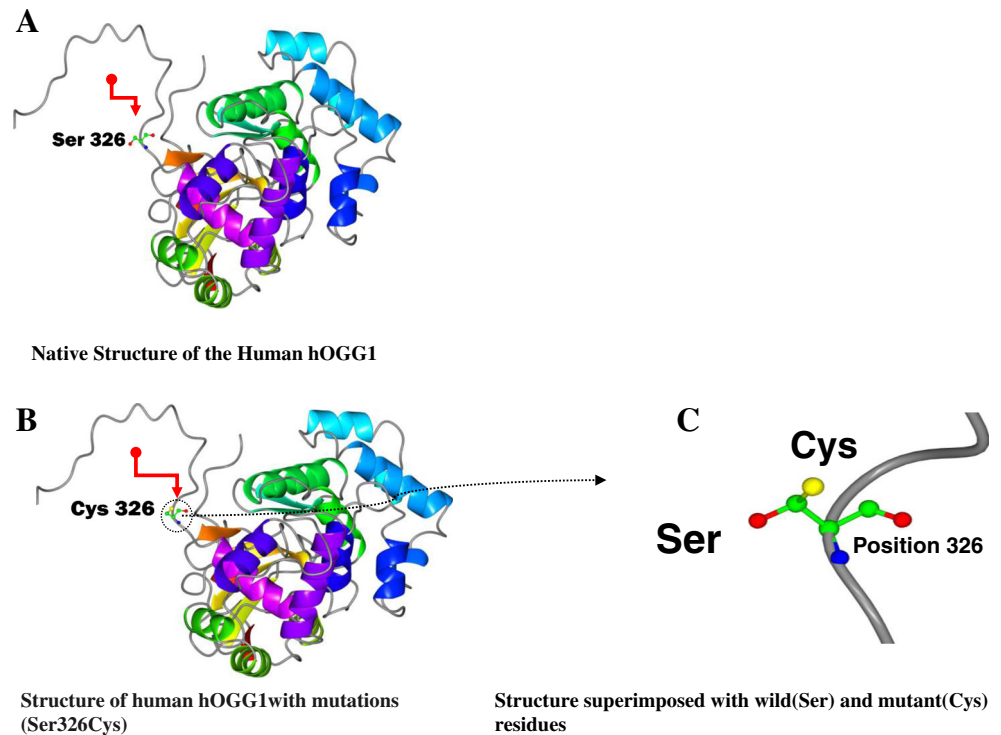 A
Ser 326
Native Structure of the Human hOGG1
B
Cys 326
Structure of human hOGG1with mutations
(Ser326Cys)
C
Cys
Ser
Position 326
Structure superimposed with wild(Ser) and mutant(Cys)
residues